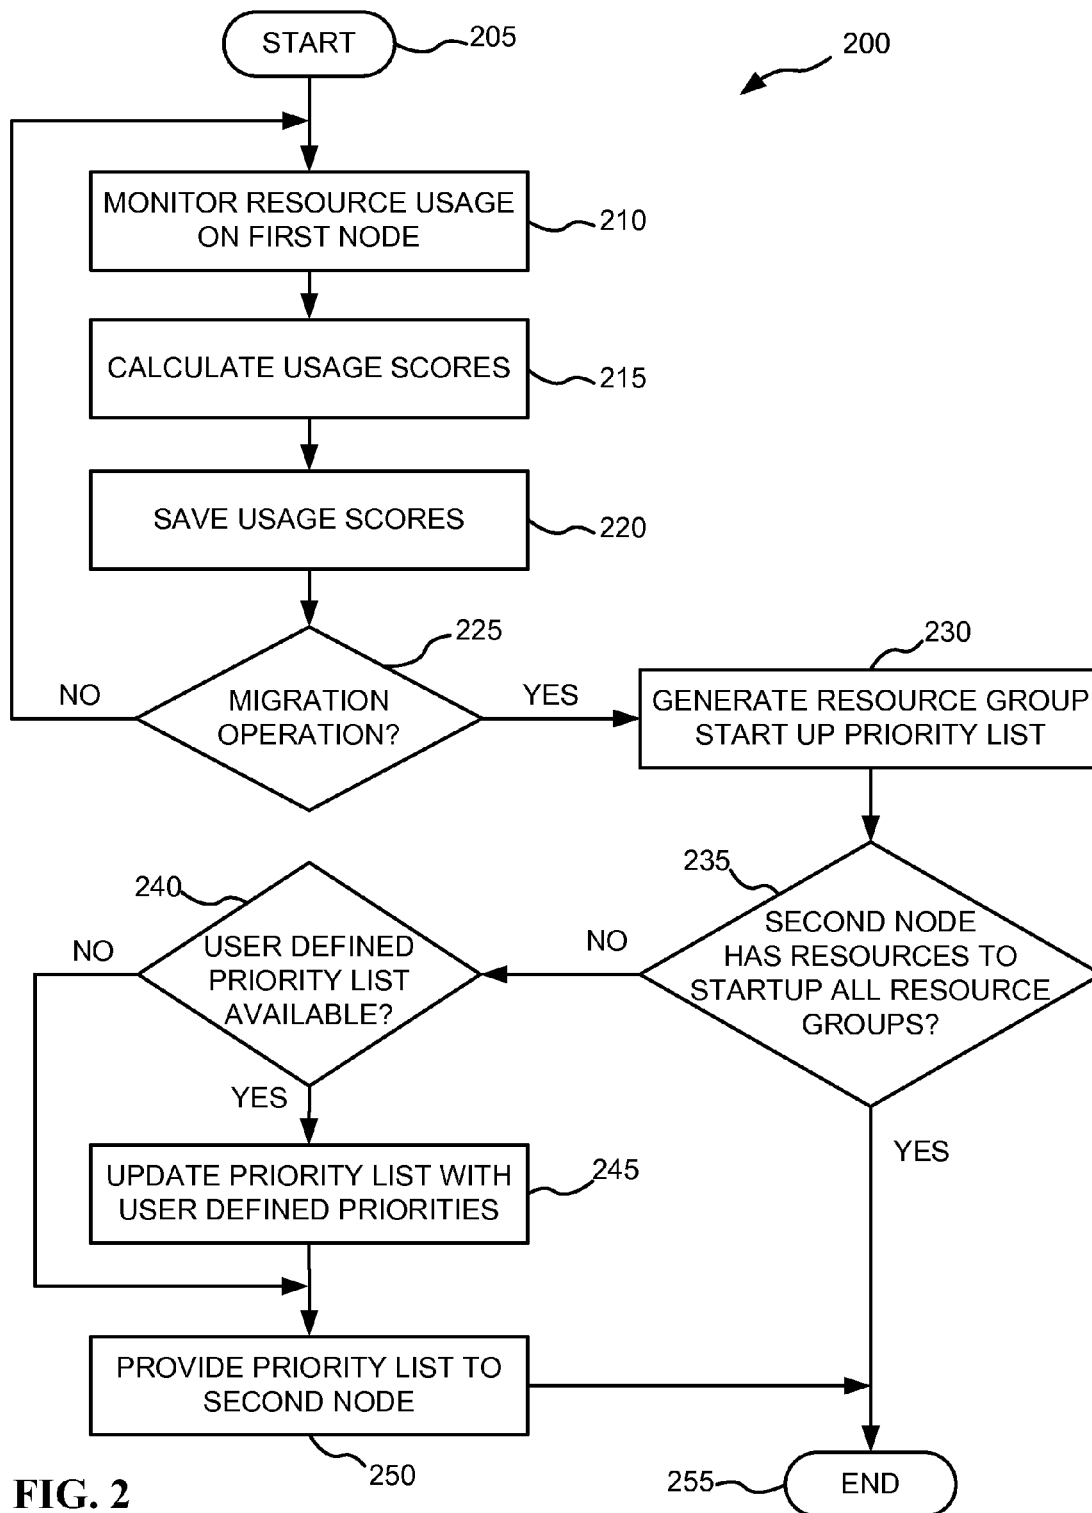 START
205
200
MONITOR RESOURCE USAGE
ON FIRST NODE
210
CALCULATE USAGE SCORES
215
SAVE USAGE SCORES
220
225
MIGRATION
OPERATION?
NO
YES
230
GENERATE RESOURCE GROUP
START UP PRIORITY LIST
235
SECOND NODE
HAS RESOURCES TO
STARTUP ALL RESOURCE
GROUPS?
NO
YES
240
USER DEFINED
PRIORITY LIST
AVAILABLE?
NO
YES
UPDATE PRIORITY LIST WITH
USER DEFINED PRIORITIES
245
PROVIDE PRIORITY LIST TO
SECOND NODE
250
255
END
FIG. 2